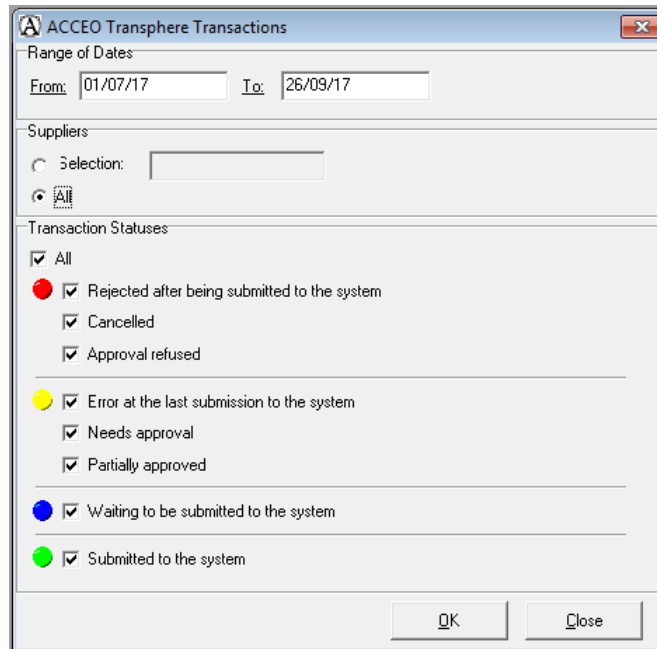 A ACCEO Transphere Transactions
Range of Dates
From: 01/07/17 To: 26/09/17
Suppliers
Selection:
All
Transaction Statuses
All
Rejected after being submitted to the system
Cancelled
Approval refused
Error at the last submission to the system
Needs approval
Partially approved
Waiting to be submitted to the system
Submitted to the system
OK Close